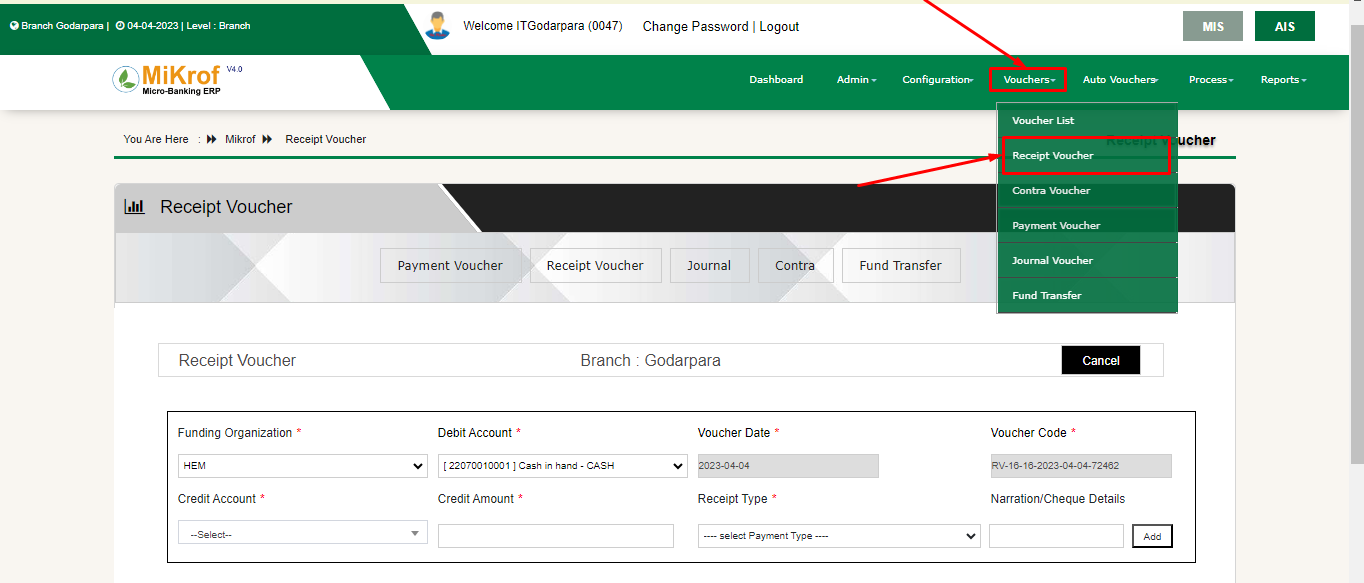 Branch Godarpara | 04-04-2023 | Level : Branch
Welcome ITGodarpara (0047) Change Password | Logout
MIS AIS
MiKrof V4.0
Micro-Banking ERP
Dashboard Admin Configuration Vouchers Auto Vouchers Process Reports
Voucher List
Receipt Voucher
Contra Voucher
Payment Voucher
Journal Voucher
Fund Transfer
You Are Here : Mikrof Receipt Voucher
Receipt Voucher
Receipt Voucher
Payment Voucher Receipt Voucher Journal Contra Fund Transfer
Receipt Voucher Branch : Godarpara Cancel
Funding Organization * Debit Account * Voucher Date * Voucher Code *
HEM [ 22070010001 ] Cash in hand - CASH 2023-04-04 RV-16-16-2023-04-04-72462
Credit Account * Credit Amount * Receipt Type * Narration/Cheque Details
--Select-- ---- select Payment Type ---- Add